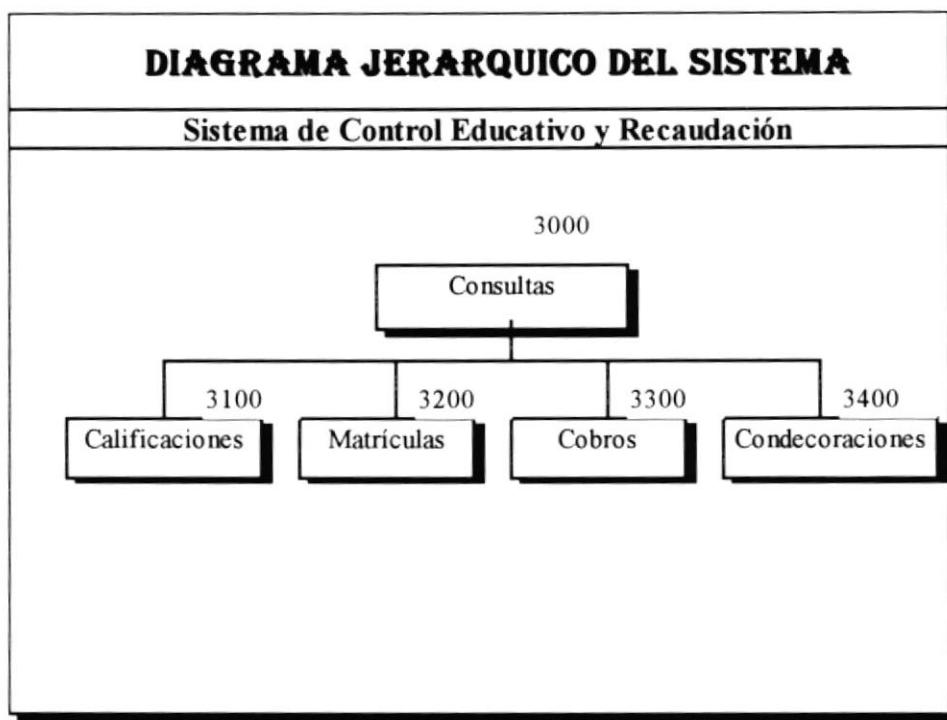 DIAGRAMA JERARQUICO DEL SISTEMA
Sistema de Control Educativo y Recaudación
3000
Consultas
3100 3200 3300 3400
Calificaciones Matrículas Cobros Condecoraciones